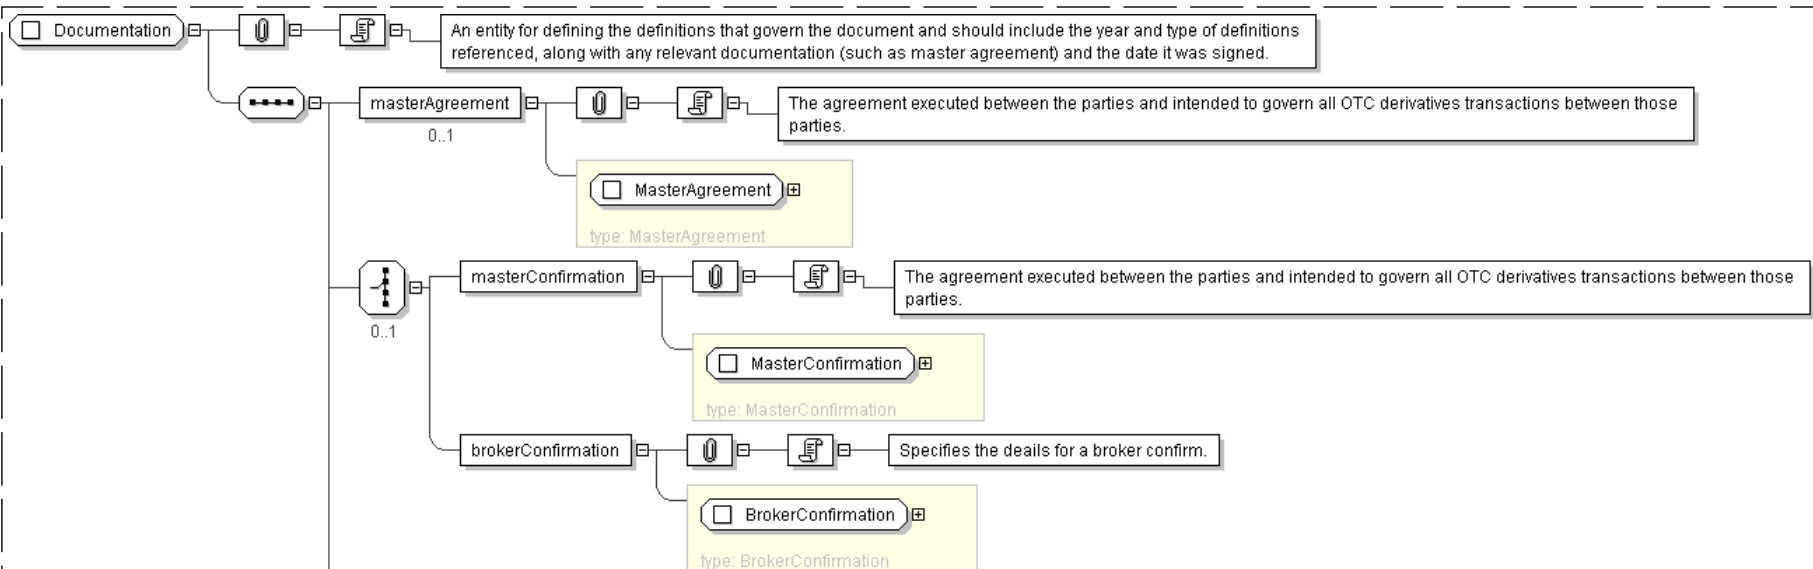 Documentation
An entity for defining the definitions that govern the document and should include the year and type of definitions
referenced, along with any relevant documentation (such as master agreement) and the date it was signed.
masterAgreement
0..1
The agreement executed between the parties and intended to govern all OTC derivatives transactions between those
parties.
MasterAgreement
type: MasterAgreement
masterConfirmation
0..1
The agreement executed between the parties and intended to govern all OTC derivatives transactions between those
parties.
MasterConfirmation
type: MasterConfirmation
brokerConfirmation
Specifies the deails for a broker confirm.
BrokerConfirmation
type: BrokerConfirmation